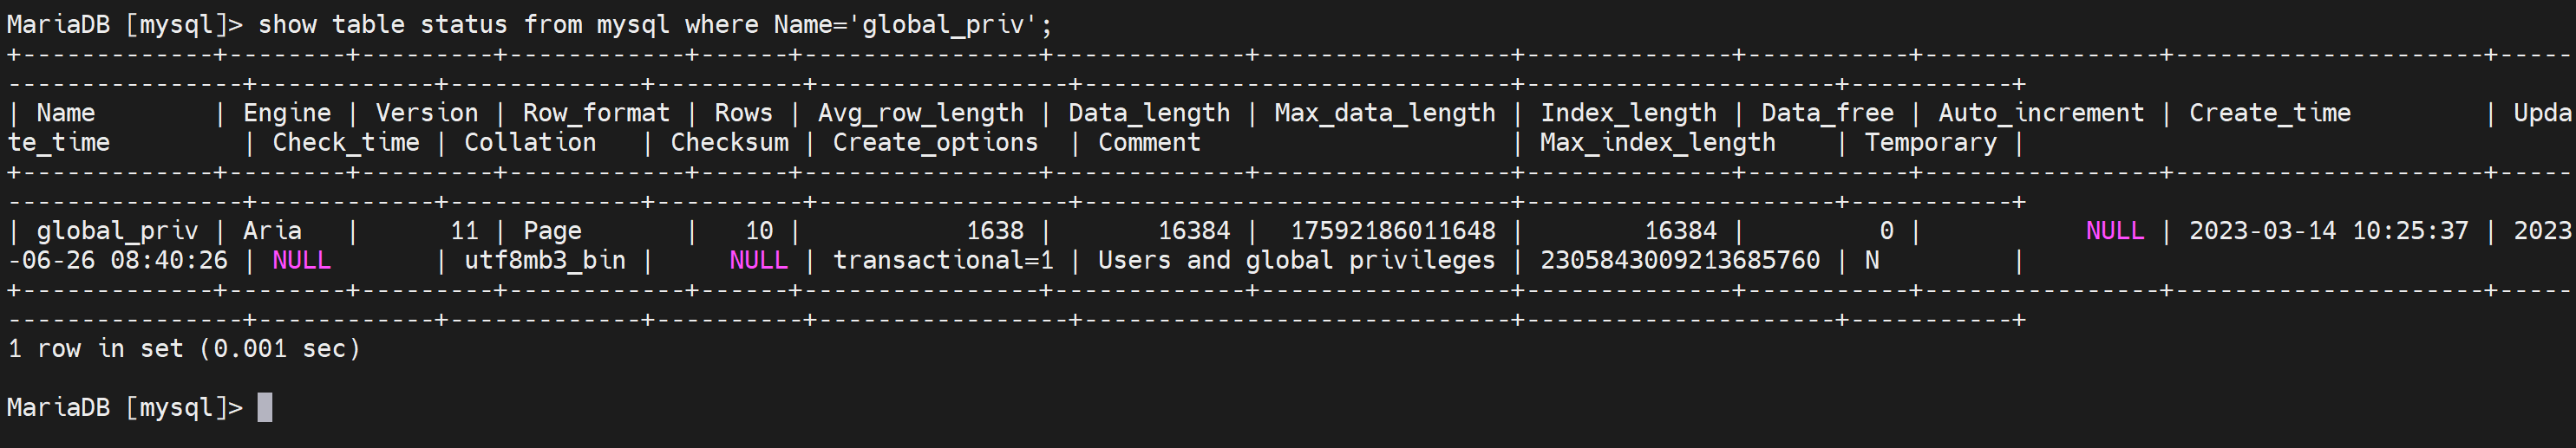 MariaDB [mysql]> show table status from mysql where Name='global_priv';
+-------------+--------+---------+------------+------+----------------+-------------+-----------------+--------------+-----------+----------------+---------------------+-----
----------------+------------+-------------+----------+-----------------+-----------------------------+---------------------+-----------+
| Name        | Engine | Version | Row_format | Rows | Avg_row_length | Data_length | Max_data_length | Index_length | Data_free | Auto_increment | Create_time         | Upda
te_time         | Check_time | Collation   | Checksum | Create_options  | Comment                     | Max_index_length    | Temporary |
+-------------+--------+---------+------------+------+----------------+-------------+-----------------+--------------+-----------+----------------+---------------------+-----
----------------+------------+-------------+----------+-----------------+-----------------------------+---------------------+-----------+
| global_priv | Aria   |      11 | Page       |   10 |           1638 |       16384 |  17592186011648 |        16384 |         0 |           NULL | 2023-03-14 10:25:37 | 2023
-06-26 08:40:26 | NULL       | utf8mb3_bin |     NULL | transactional=1 | Users and global privileges | 2305843009213685760 | N         |
+-------------+--------+---------+------------+------+----------------+-------------+-----------------+--------------+-----------+----------------+---------------------+-----
----------------+------------+-------------+----------+-----------------+-----------------------------+---------------------+-----------+
1 row in set (0.001 sec)
MariaDB [mysql]>